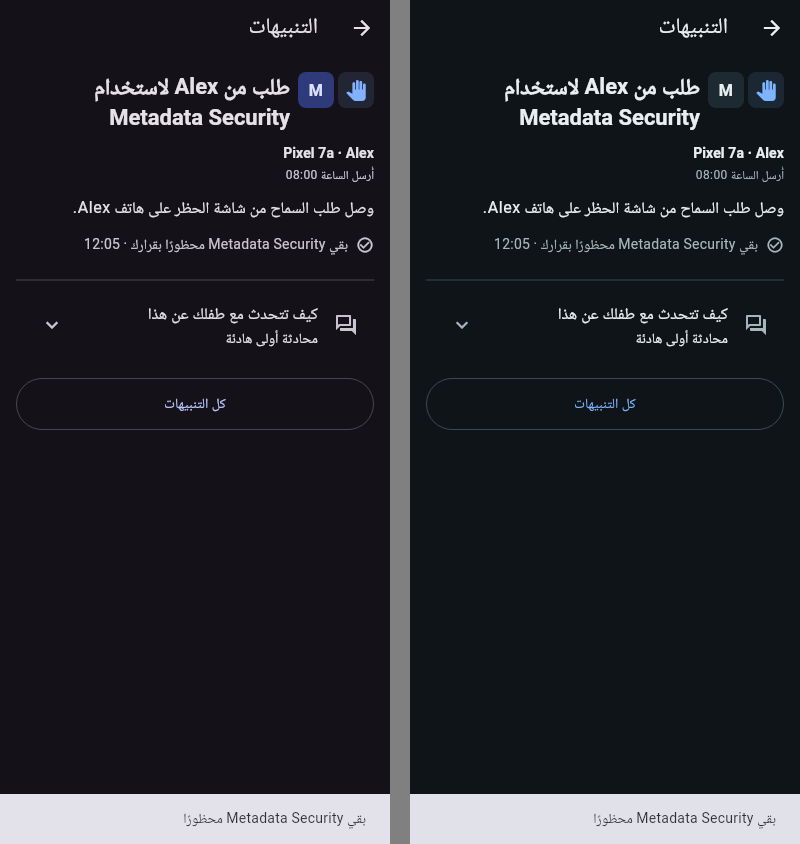 التنبيهات
M
طلب من Alex لاستخدام
Metadata Security
Pixel 7a · Alex
أرسل الساعة 08:00
وصل طلب السماح من شاشة الحظر على هاتف Alex.
بقي Metadata Security محظورًا بقرارك · 12:05
كيف تتحدث مع طفلك عن هذا
محادثة أولى هادئة
كل التنبيهات
بقي Metadata Security محظورًا
التنبيهات
M
طلب من Alex لاستخدام
Metadata Security
Pixel 7a · Alex
أرسل الساعة 08:00
وصل طلب السماح من شاشة الحظر على هاتف Alex.
بقي Metadata Security محظورًا بقرارك · 12:05
كيف تتحدث مع طفلك عن هذا
محادثة أولى هادئة
كل التنبيهات
بقي Metadata Security محظورًا